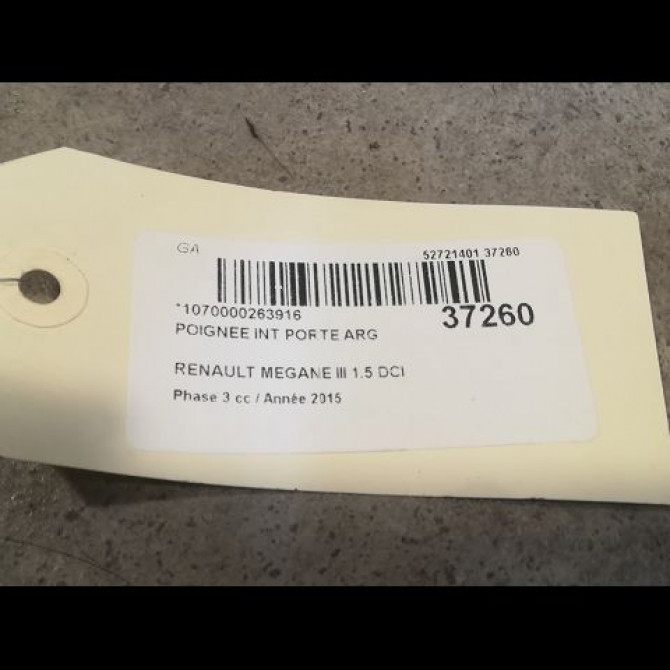 GA 52721401 37260
*1070000263916 37260
POIGNEE INT PORTE ARG
RENAULT MEGANE III 1.5 DCI
Phase 3 cc / Année 2015